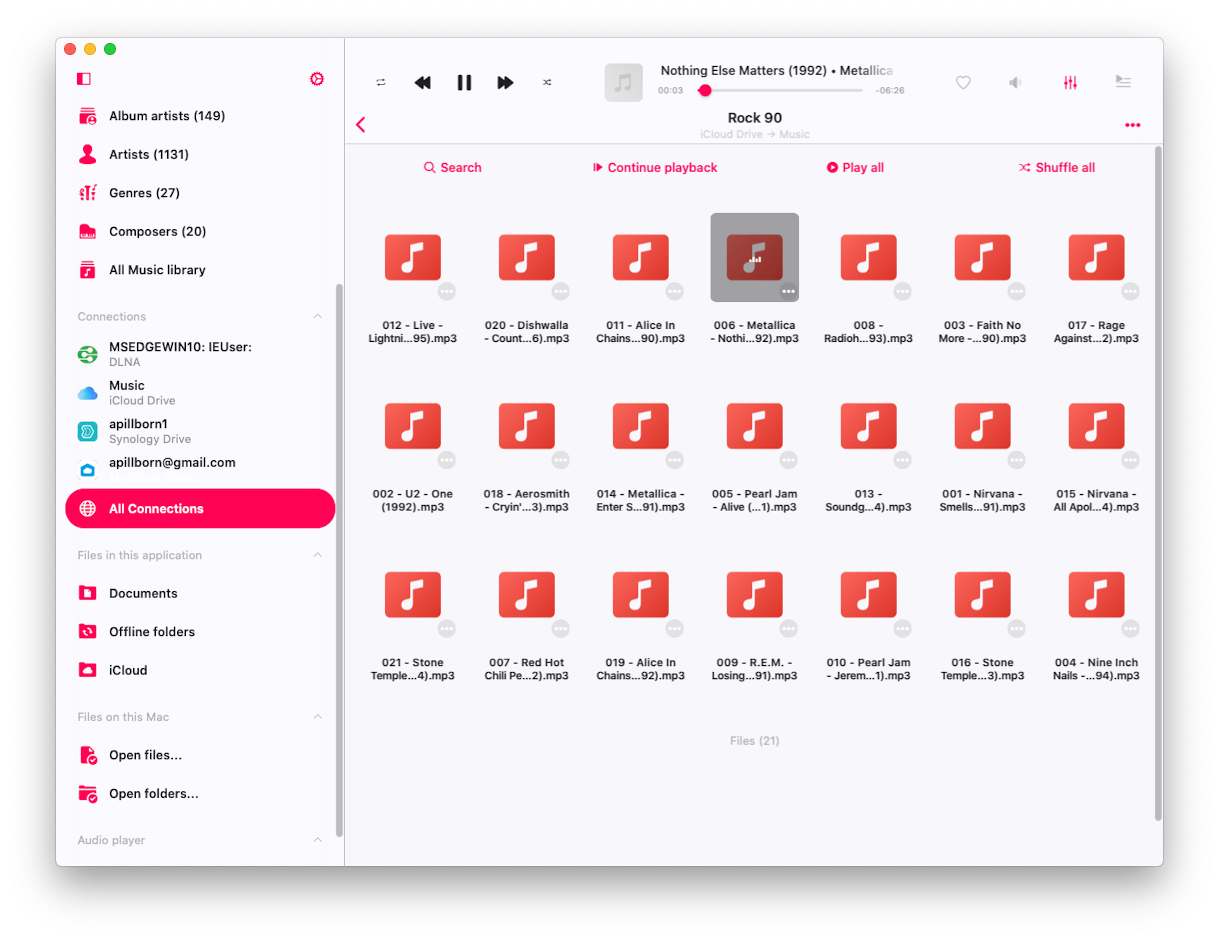 Album artists (149)
Artists (1131)
Genres (27)
Composers (20)
All Music library
Connections
MSEDGEWIN10: IEUser:
DLNA
Music
iCloud Drive
apillborn1
Synology Drive
apillborn@gmail.com
All Connections
Files in this application
Documents
Offline folders
iCloud
Files on this Mac
Open files...
Open folders...
Audio player
Nothing Else Matters (1992) • Metallica
00:03
-06:26
Rock 90
iCloud Drive → Music
Search
Continue playback
Play all
Shuffle all
012 - Live -
Lightni...95).mp3
020 - Dishwalla
- Count...6).mp3
011 - Alice In
Chains...90).mp3
006 - Metallica
- Nothi...92).mp3
008 -
Radioh...93).mp3
003 - Faith No
More -...90).mp3
017 - Rage
Against...2).mp3
002 - U2 - One
(1992).mp3
018 - Aerosmith
- Cryin'...3).mp3
014 - Metallica -
Enter S...91).mp3
005 - Pearl Jam
- Alive (...1).mp3
013 -
Soundg...4).mp3
001 - Nirvana -
Smells...91).mp3
015 - Nirvana -
All Apol...4).mp3
021 - Stone
Temple...4).mp3
007 - Red Hot
Chili Pe...2).mp3
019 - Alice In
Chains...92).mp3
009 - R.E.M. -
Losing...91).mp3
010 - Pearl Jam
- Jerem...1).mp3
016 - Stone
Temple...3).mp3
004 - Nine Inch
Nails -...94).mp3
Files (21)